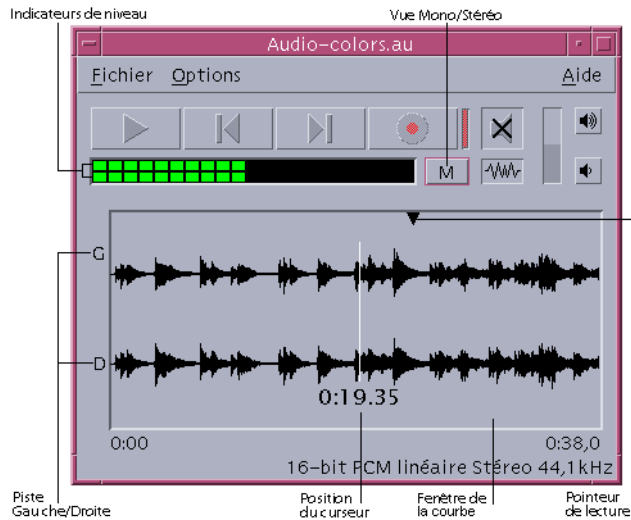 Indicateurs de niveau
Vue Mono/Stéréo
Audio-colors.au
Fichier Options Aide
M
G
D
0:19.35
0:00 38,0
16-bit PCM linéaire Stéreo 44,1kHz
Piste
Gauche/Droite
Position
du curseur
Fenêtre de
la courbe
Pointeur
de lecture